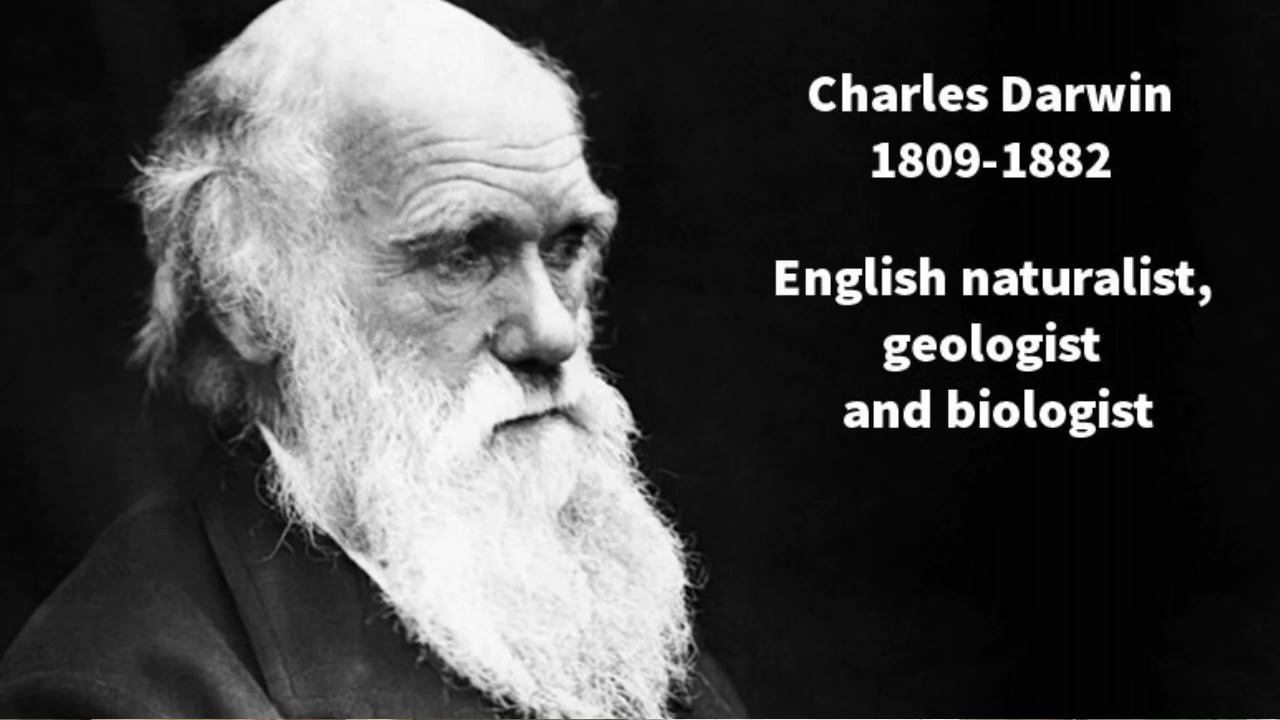 Charles Darwin
1809-1882
English naturalist,
geologist
and biologist